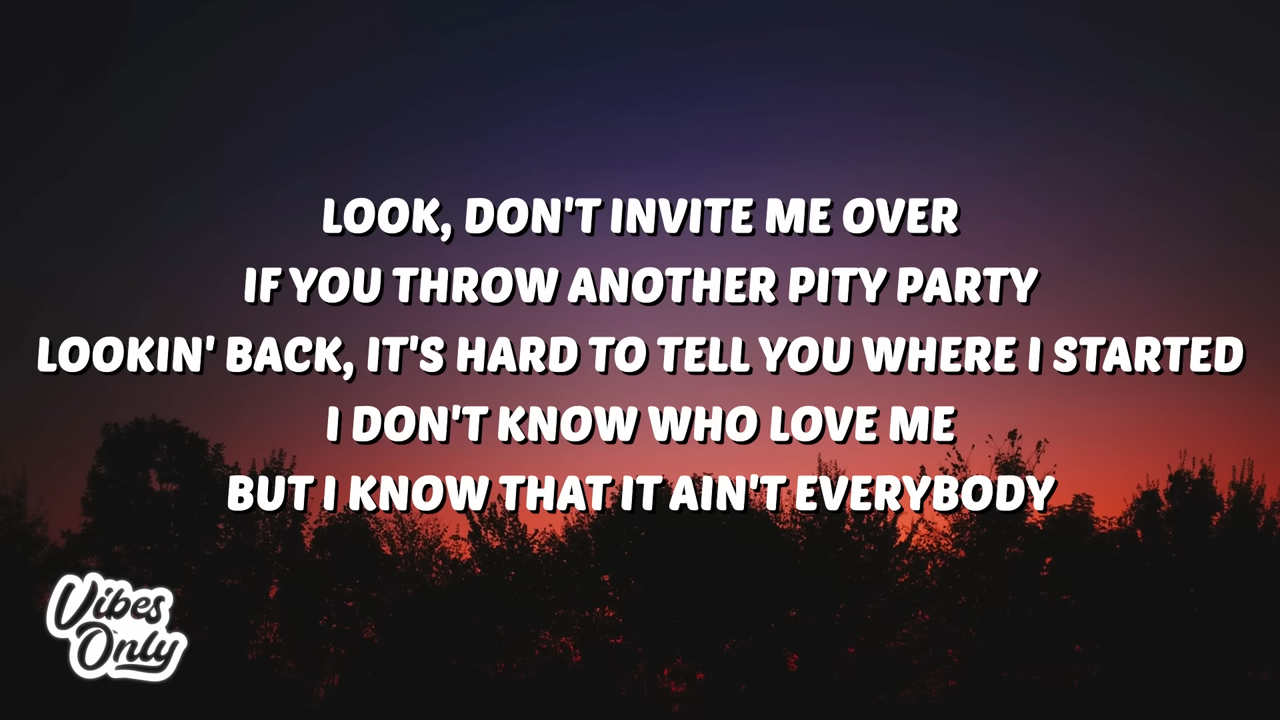 LOOK, DON'T INVITE ME OVER
IF YOU THROW ANOTHER PITY PARTY
LOOKIN' BACK, IT'S HARD TO TELL YOU WHERE I STARTED
I DON'T KNOW WHO LOVE ME
BUT I KNOW THAT IT AIN'T EVERYBODY
Vibes
Only